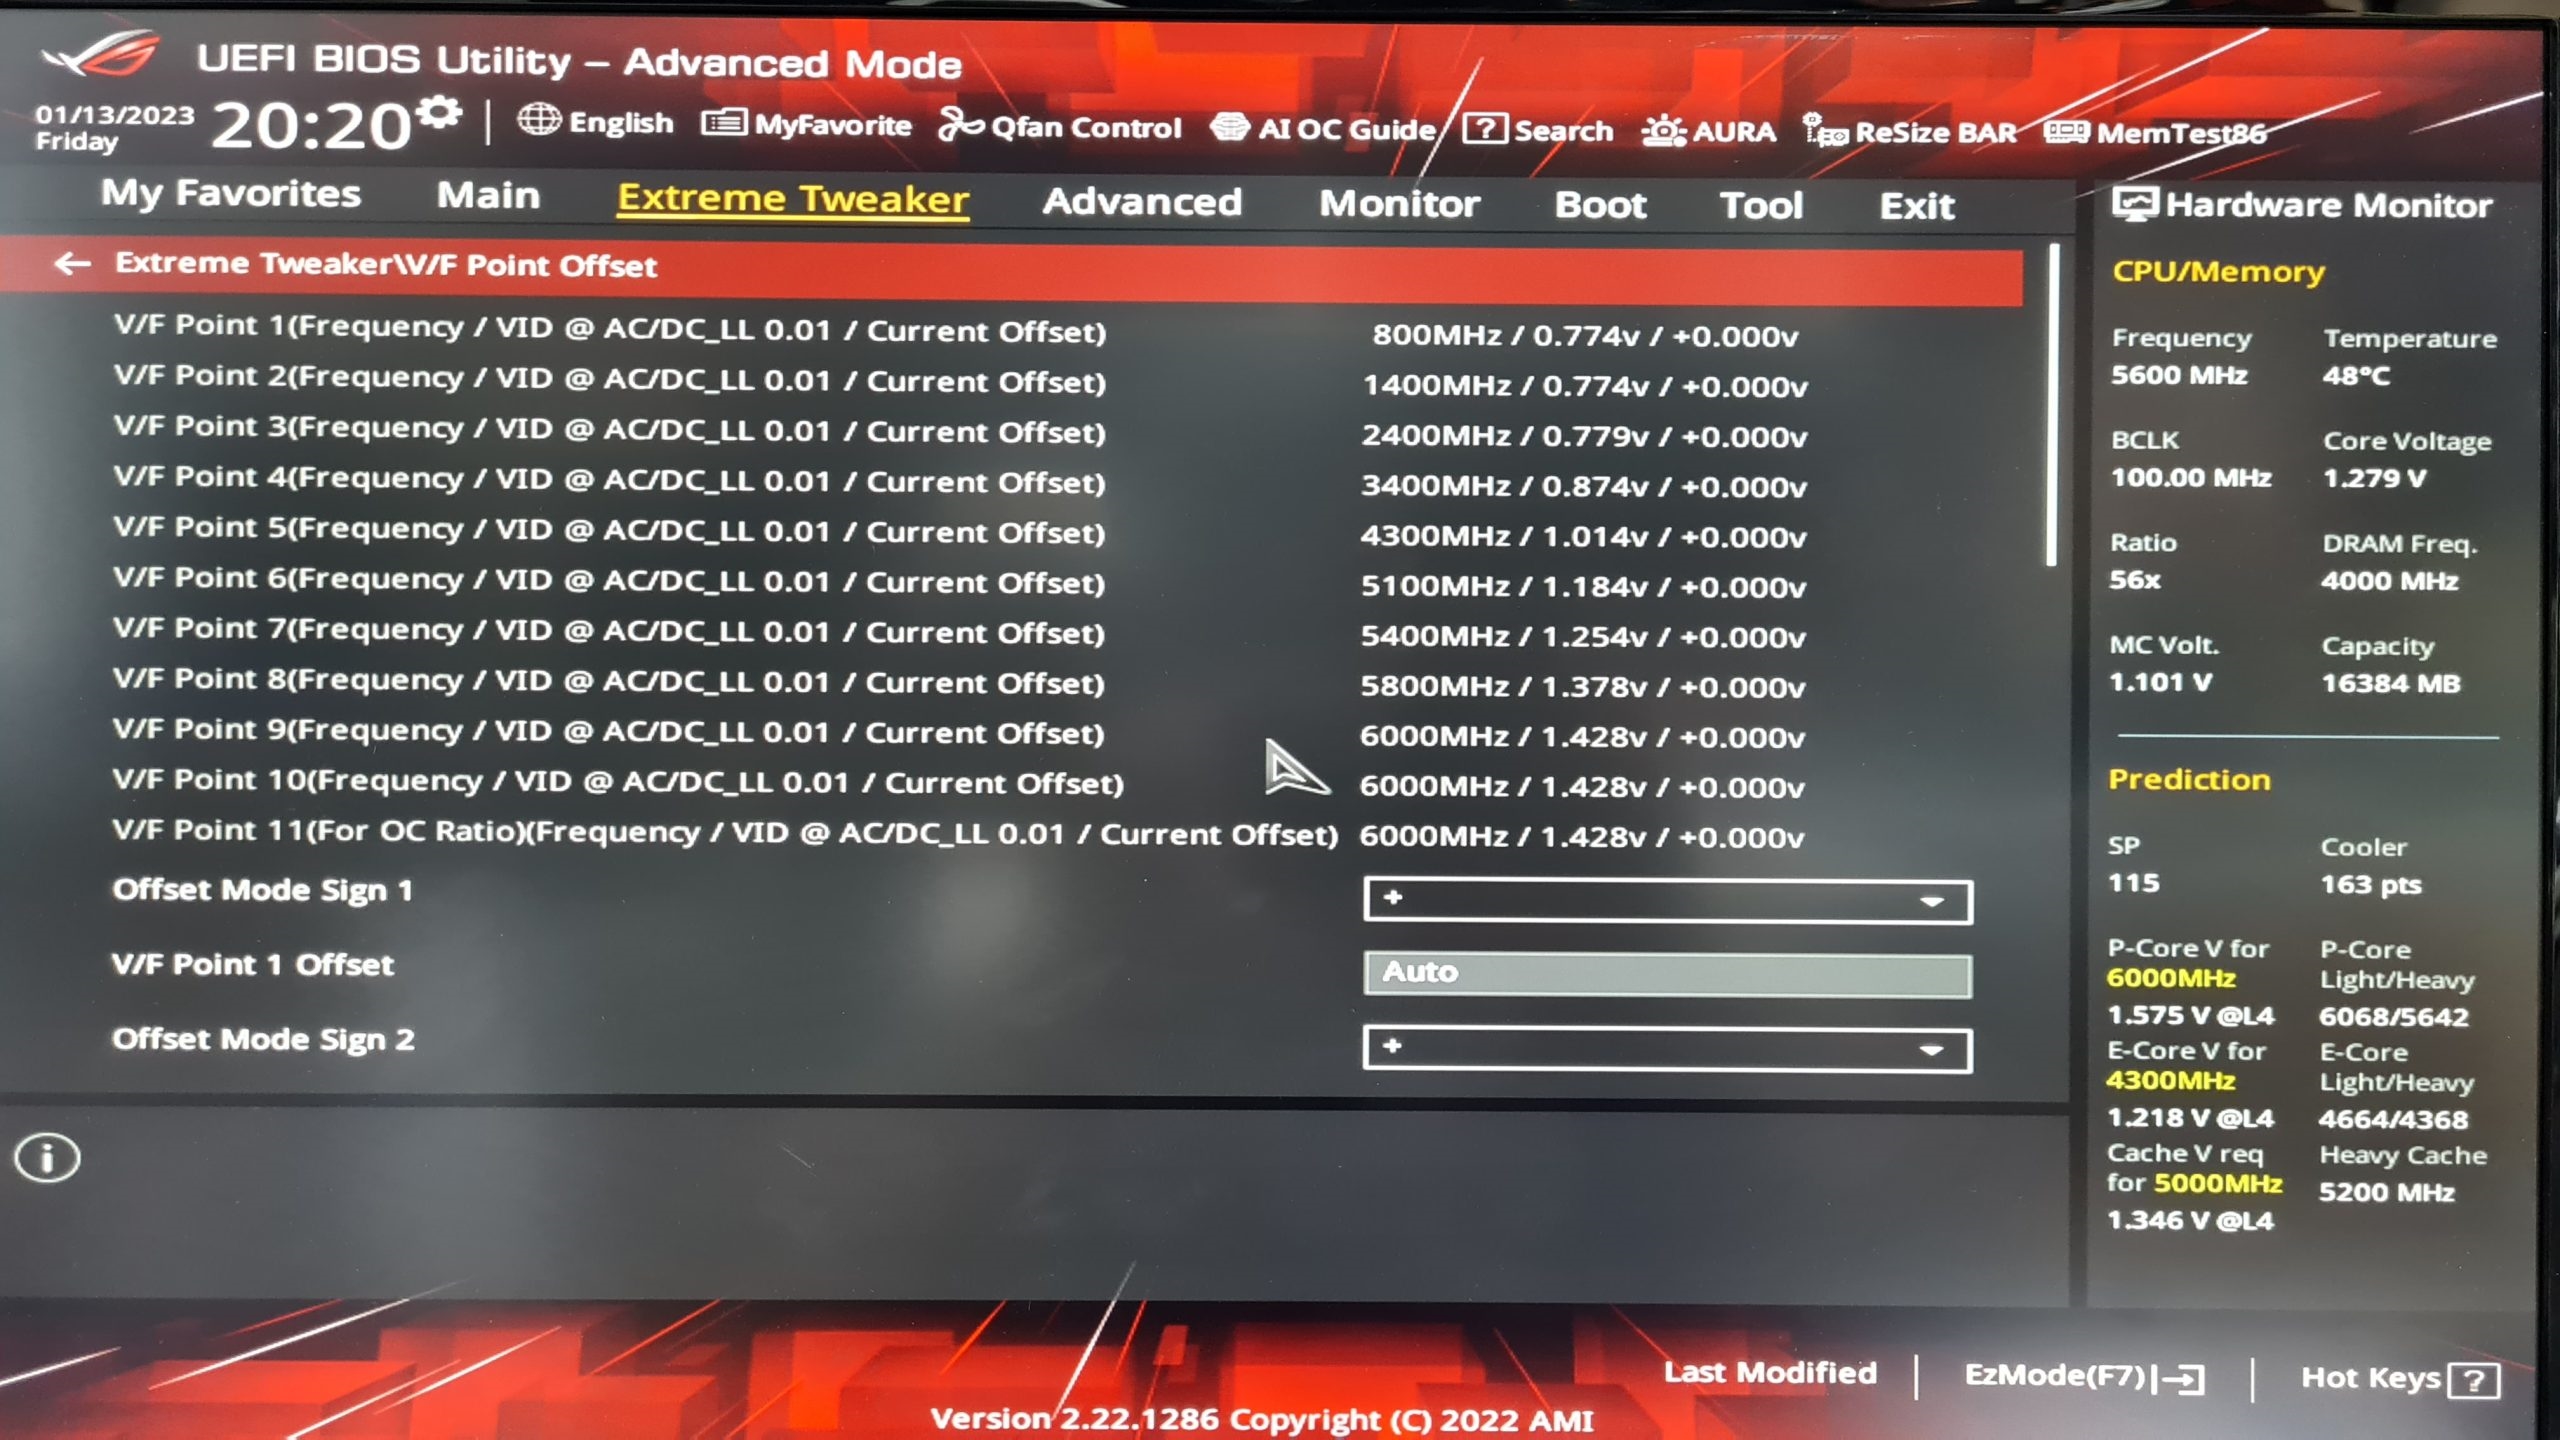 UEFI BIOS Utility – Advanced Mode
01/13/2023
Friday
20:20
English
MyFavorite
Qfan Control
AI OC Guide
? Search
AURA
ReSize BAR
MemTest86
My Favorites
Main
Extreme Tweaker
Advanced
Monitor
Boot
Tool
Exit
← Extreme Tweaker\V/F Point Offset
V/F Point 1(Frequency / VID @ AC/DC_LL 0.01 / Current Offset) 800MHz / 0.774v / +0.000v
V/F Point 2(Frequency / VID @ AC/DC_LL 0.01 / Current Offset) 1400MHz / 0.774v / +0.000v
V/F Point 3(Frequency / VID @ AC/DC_LL 0.01 / Current Offset) 2400MHz / 0.779v / +0.000v
V/F Point 4(Frequency / VID @ AC/DC_LL 0.01 / Current Offset) 3400MHz / 0.874v / +0.000v
V/F Point 5(Frequency / VID @ AC/DC_LL 0.01 / Current Offset) 4300MHz / 1.014v / +0.000v
V/F Point 6(Frequency / VID @ AC/DC_LL 0.01 / Current Offset) 5100MHz / 1.184v / +0.000v
V/F Point 7(Frequency / VID @ AC/DC_LL 0.01 / Current Offset) 5400MHz / 1.254v / +0.000v
V/F Point 8(Frequency / VID @ AC/DC_LL 0.01 / Current Offset) 5800MHz / 1.378v / +0.000v
V/F Point 9(Frequency / VID @ AC/DC_LL 0.01 / Current Offset) 6000MHz / 1.428v / +0.000v
V/F Point 10(Frequency / VID @ AC/DC_LL 0.01 / Current Offset) 6000MHz / 1.428v / +0.000v
V/F Point 11(For OC Ratio)(Frequency / VID @ AC/DC_LL 0.01 / Current Offset) 6000MHz / 1.428v / +0.000v
Offset Mode Sign 1 +
V/F Point 1 Offset Auto
Offset Mode Sign 2 +
Hardware Monitor
CPU/Memory
Frequency Temperature
5600 MHz 48°C
BCLK Core Voltage
100.00 MHz 1.279 V
Ratio DRAM Freq.
56x 4000 MHz
MC Volt. Capacity
1.101 V 16384 MB
Prediction
SP Cooler
115 163 pts
P-Core V for P-Core
6000MHz Light/Heavy
1.575 V @L4 6068/5642
E-Core V for E-Core
4300MHz Light/Heavy
1.218 V @L4 4664/4368
Cache V req Heavy Cache
for 5000MHz 5200 MHz
1.346 V @L4
Last Modified
EzMode(F7)
Hot Keys ?
Version 2.22.1286 Copyright (C) 2022 AMI